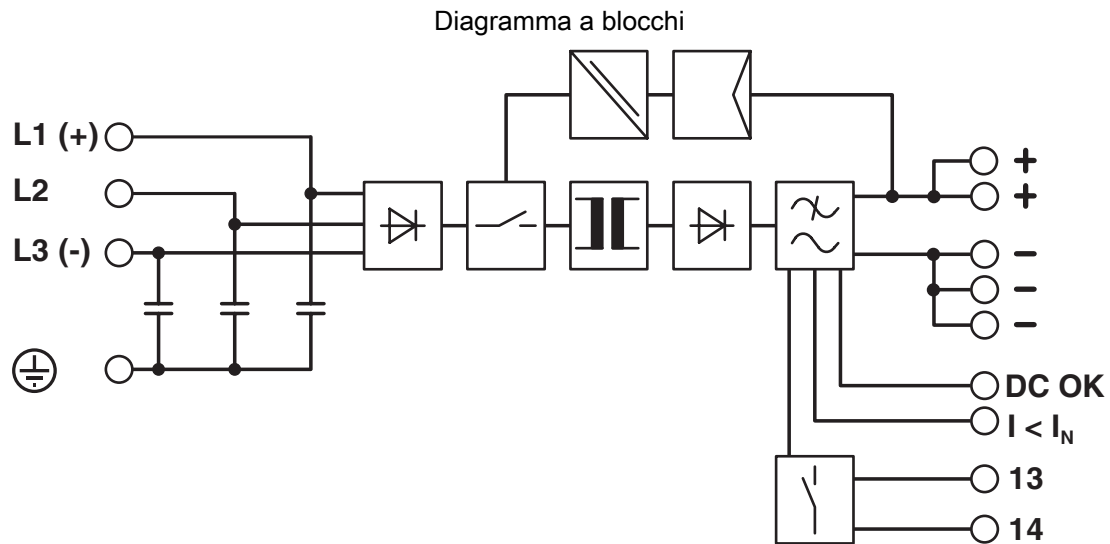 Diagramma a blocchi
L1 (+)
L2
L3 (-)
+
+
−
−
−
DC OK
I < IN
13
14